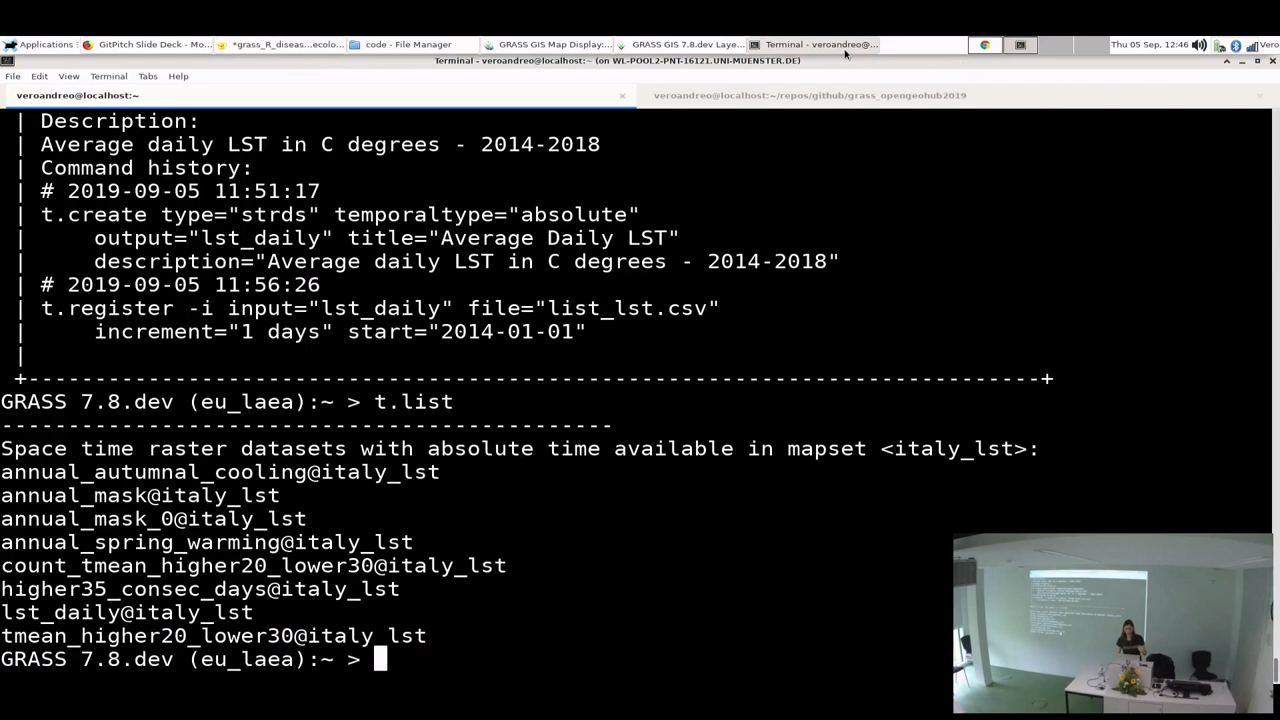 Applications
GitPitch Slide Deck - Mo...
*grass_R_diseas...ecolo...
code - File Manager
GRASS GIS Map Display:...
GRASS GIS 7.8.dev Laye...
Terminal - veroandreo@...
Thu 05 Sep, 12:46
Vero
Terminal - veroandreo@localhost:~ (on WL-POOL2-PNT-16121.UNI-MUENSTER.DE)
File Edit View Terminal Tabs Help
veroandreo@localhost:~
veroandreo@localhost:~/repos/github/grass_opengeohub2019
| Description:
| Average daily LST in C degrees - 2014-2018
| Command history:
| # 2019-09-05 11:51:17
| t.create type="strds" temporaltype="absolute"
|     output="lst_daily" title="Average Daily LST"
|     description="Average daily LST in C degrees - 2014-2018"
| # 2019-09-05 11:56:26
| t.register -i input="lst_daily" file="list_lst.csv"
|     increment="1 days" start="2014-01-01"
|
+----------------------------------------------------------------------------+
GRASS 7.8.dev (eu_laea):~ > t.list
----------------------------------------------
Space time raster datasets with absolute time available in mapset <italy_lst>:
annual_autumnal_cooling@italy_lst
annual_mask@italy_lst
annual_mask_0@italy_lst
annual_spring_warming@italy_lst
count_tmean_higher20_lower30@italy_lst
higher35_consec_days@italy_lst
lst_daily@italy_lst
tmean_higher20_lower30@italy_lst
GRASS 7.8.dev (eu_laea):~ >